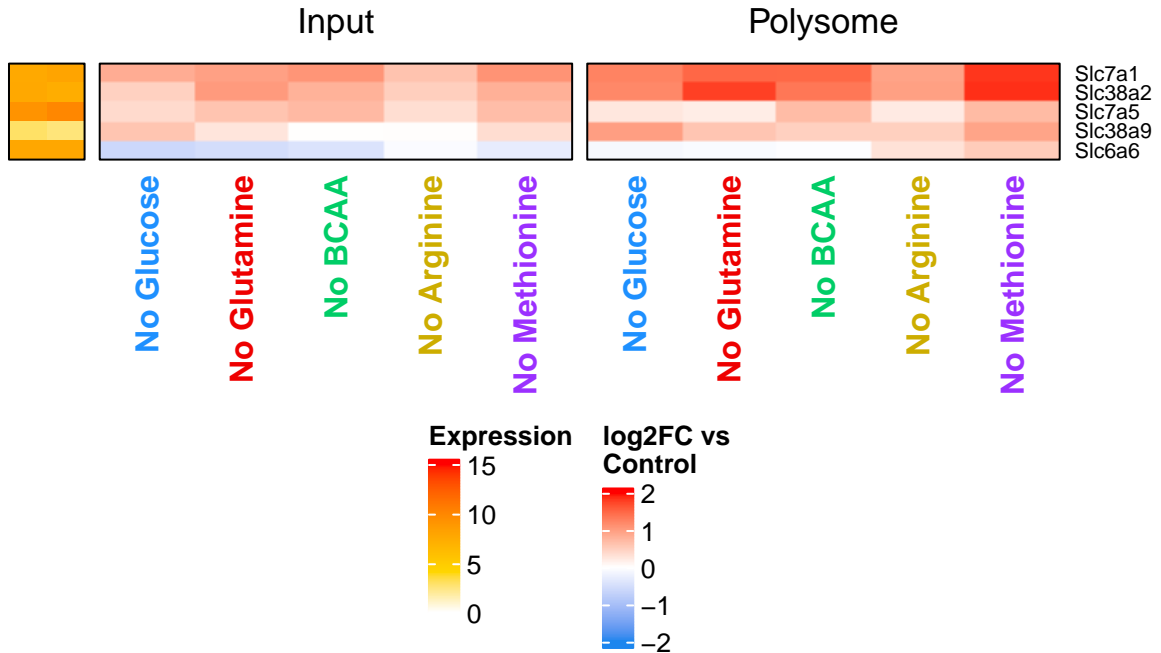 Input
Polysome
Slc7a1
Slc38a2
Slc7a5
Slc38a9
Slc6a6
No Glucose
No Glutamine
No BCAA
No Arginine
No Methionine
No Glucose
No Glutamine
No BCAA
No Arginine
No Methionine
Expression
15
10
5
0
log2FC vs
Control
2
1
0
−1
−2